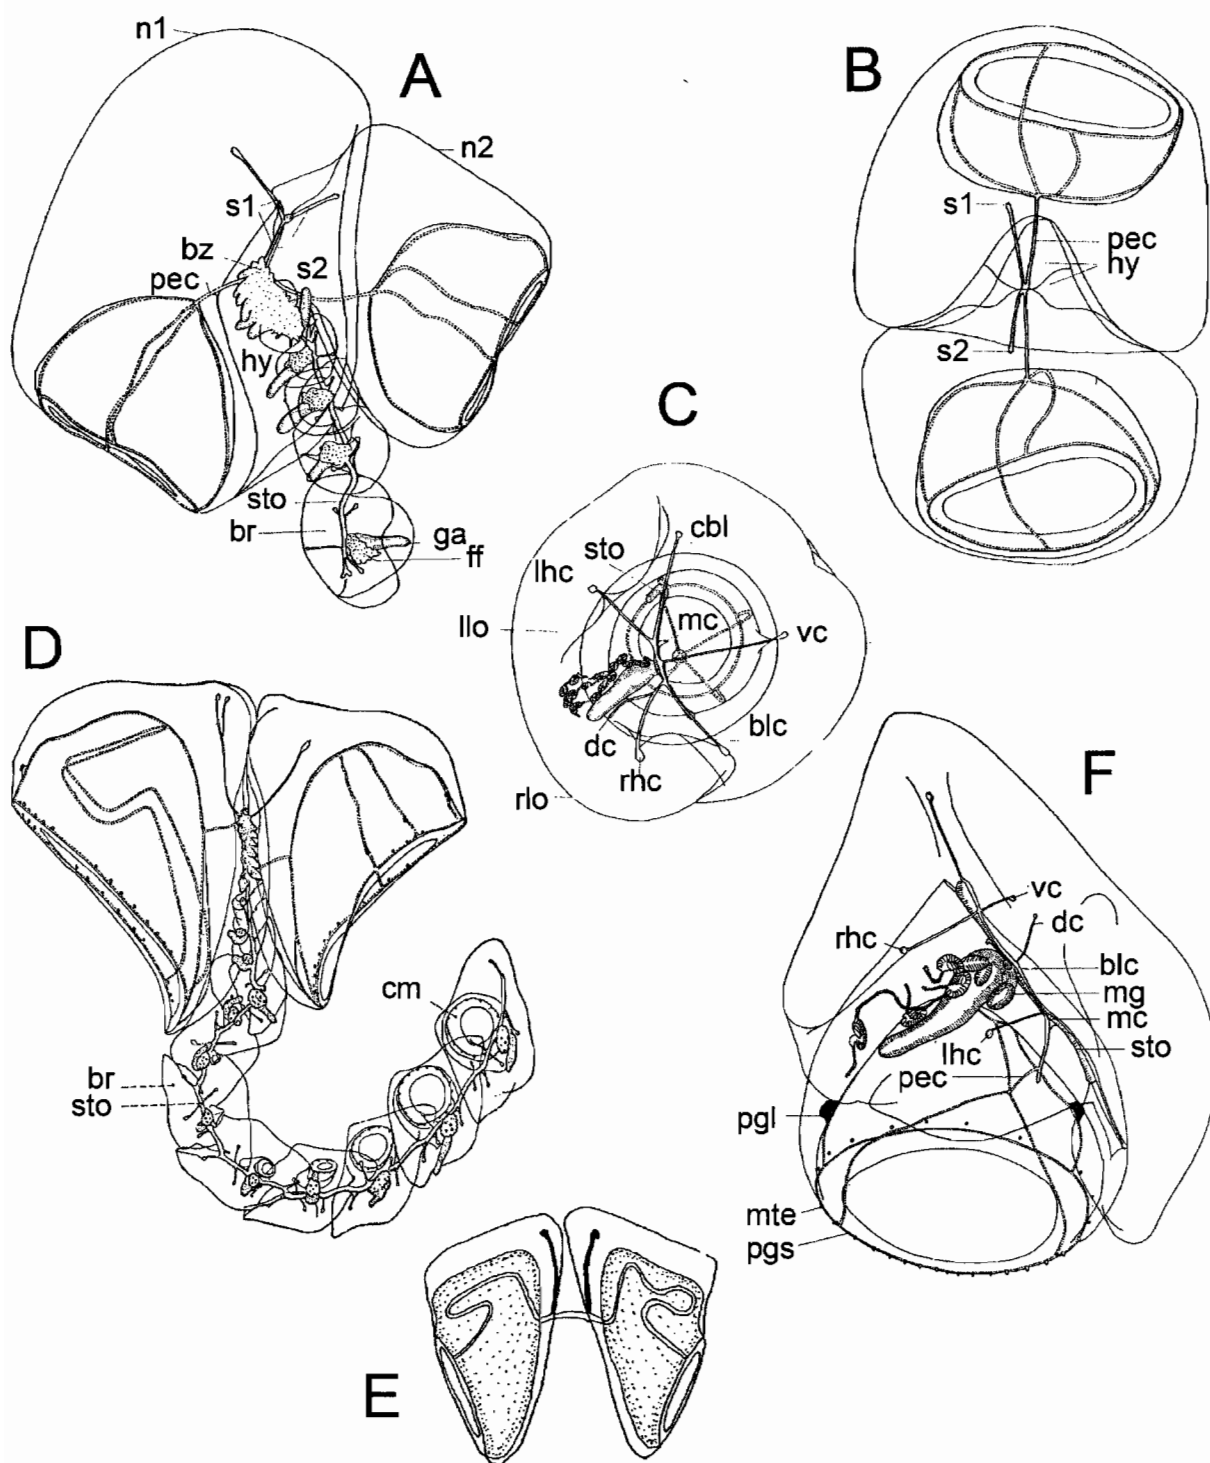 n1
A
B
n2
s1
s1
bz
s2
pec
pec
hy
hy
s2
C
sto
br
ga
ff
cbl
sto
lhc
mc
llo
vc
D
blc
dc
rhc
rlo
F
vc
dc
rhc
blc
mg
mc
cm
lhc
sto
br
sto
pec
pgl
mte
pgs
E